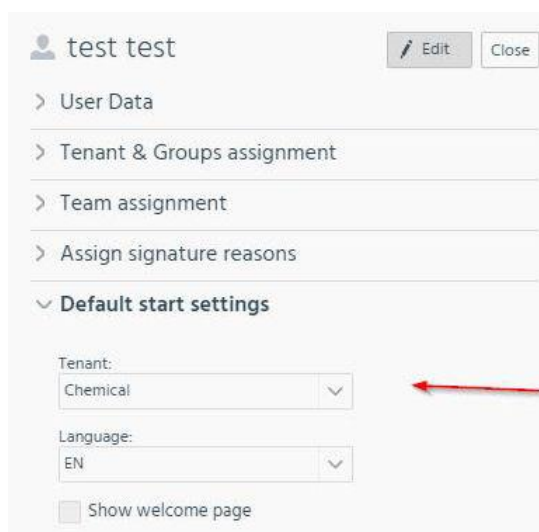 test test
Edit
Close
User Data
Tenant & Groups assignment
Team assignment
Assign signature reasons
Default start settings
Tenant:
Chemical
Language:
EN
Show welcome page